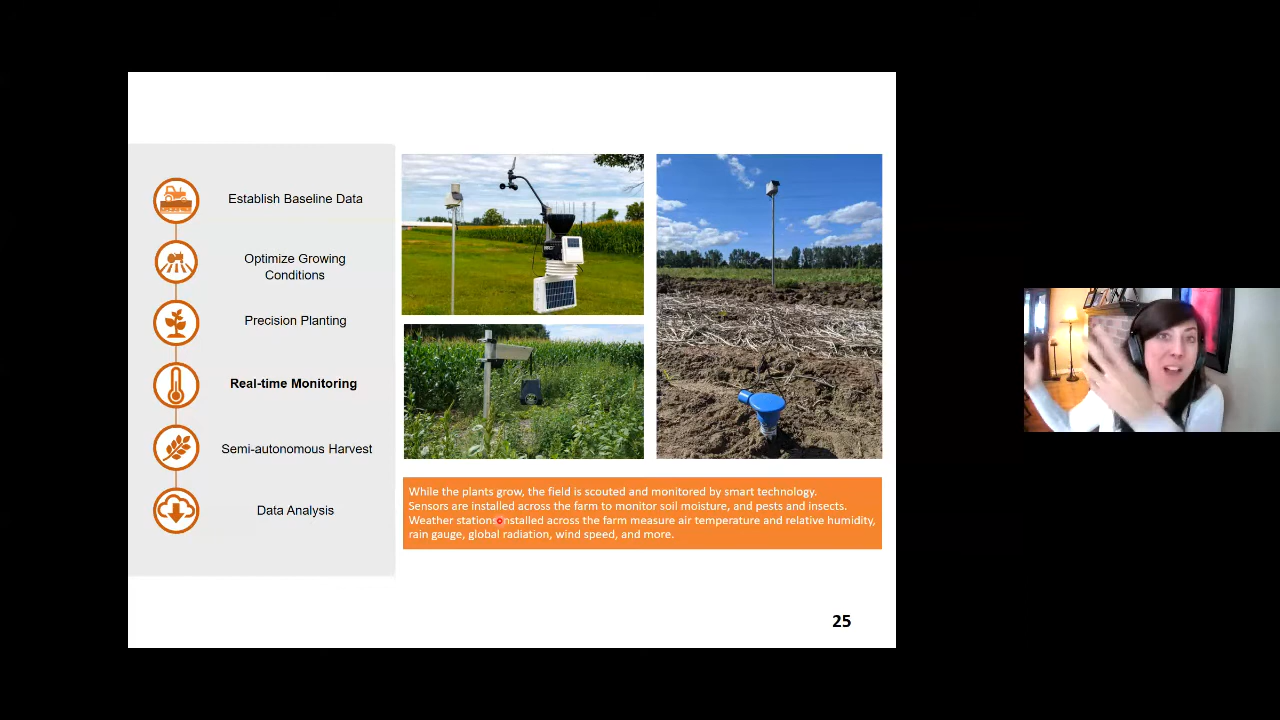 Establish Baseline Data
Optimize Growing
Conditions
Precision Planting
Real-time Monitoring
Semi-autonomous Harvest
Data Analysis
While the plants grow, the field is scouted and monitored by smart technology.
Sensors are installed across the farm to monitor soil moisture, and pests and insects.
Weather stations installed across the farm measure air temperature and relative humidity,
rain gauge, global radiation, wind speed, and more.
25